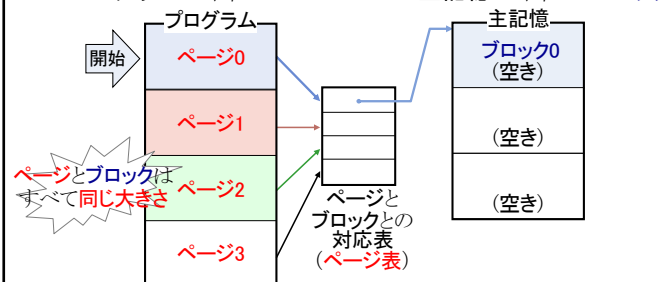 プログラム
主記憶
開始
ページ0
ブロック0
(空き)
ページ1
(空き)
ページとブロックは
すべて同じ大きさ
ページ2
ページと
ブロックとの
対応表
(ページ表)
(空き)
ページ3